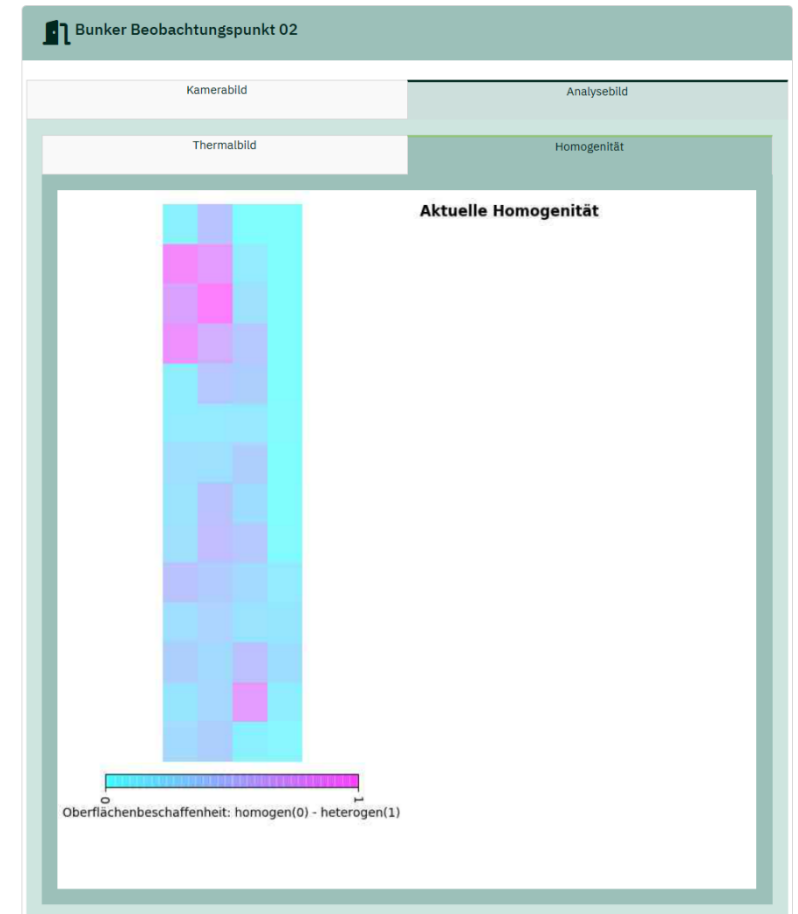 Bunker Beobachtungspunkt 02
Kamerabild
Analysebild
Thermalbild
Homogenität
Aktuelle Homogenität
0
1
Oberflächenbeschaffenheit: homogen(0) - heterogen(1)